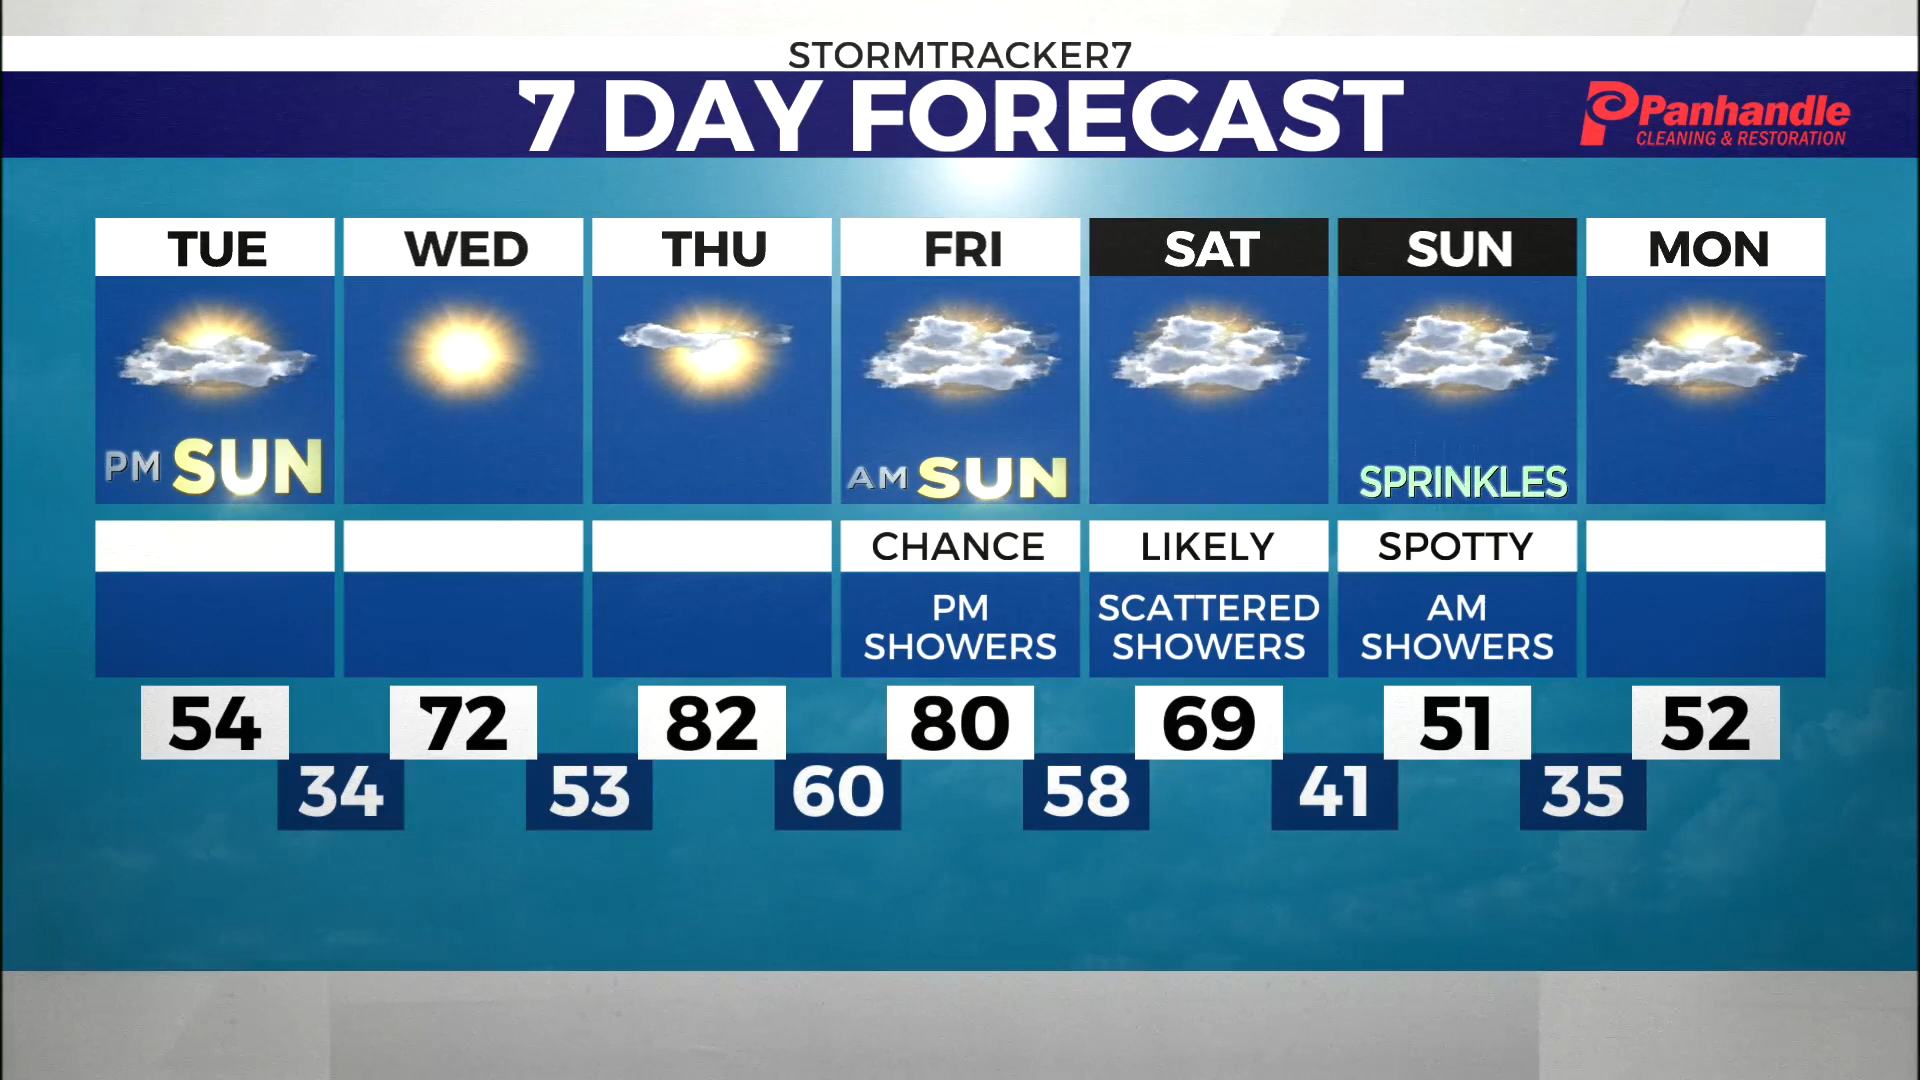 STORMTRACKER7
7 DAY FORECAST
Panhandle
CLEANING & RESTORATION
TUE
WED
THU
FRI
SAT
SUN
MON
PM SUN
AM SUN
SPRINKLES
CHANCE
LIKELY
SPOTTY
PM
SHOWERS
SCATTERED
SHOWERS
AM
SHOWERS
54
72
82
80
69
51
52
34
53
60
58
41
35